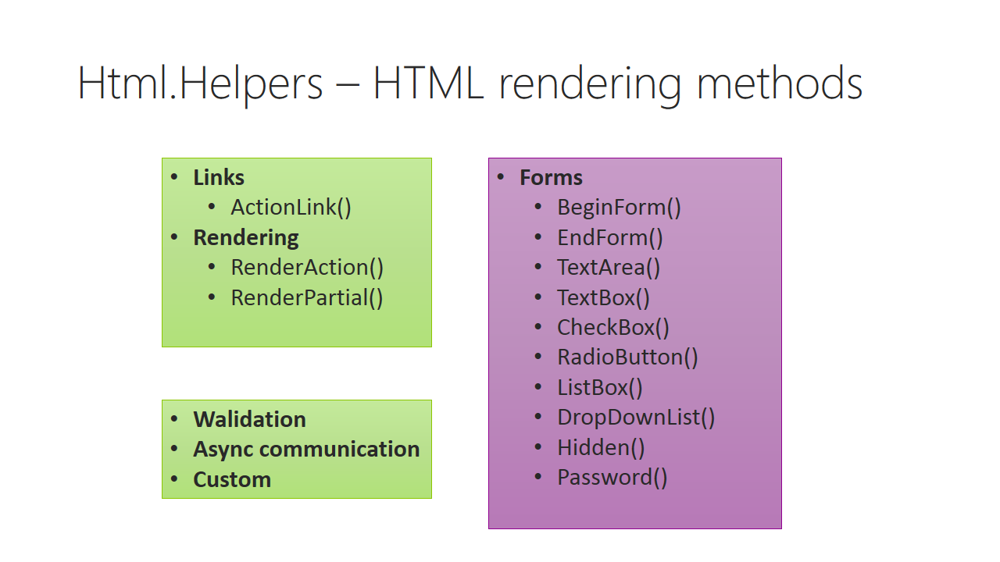 Html.Helpers – HTML rendering methods
• Links
• ActionLink()
• Rendering
• RenderAction()
• RenderPartial()
• Walidation
• Async communication
• Custom
• Forms
• BeginForm()
• EndForm()
• TextArea()
• TextBox()
• CheckBox()
• RadioButton()
• ListBox()
• DropDownList()
• Hidden()
• Password()